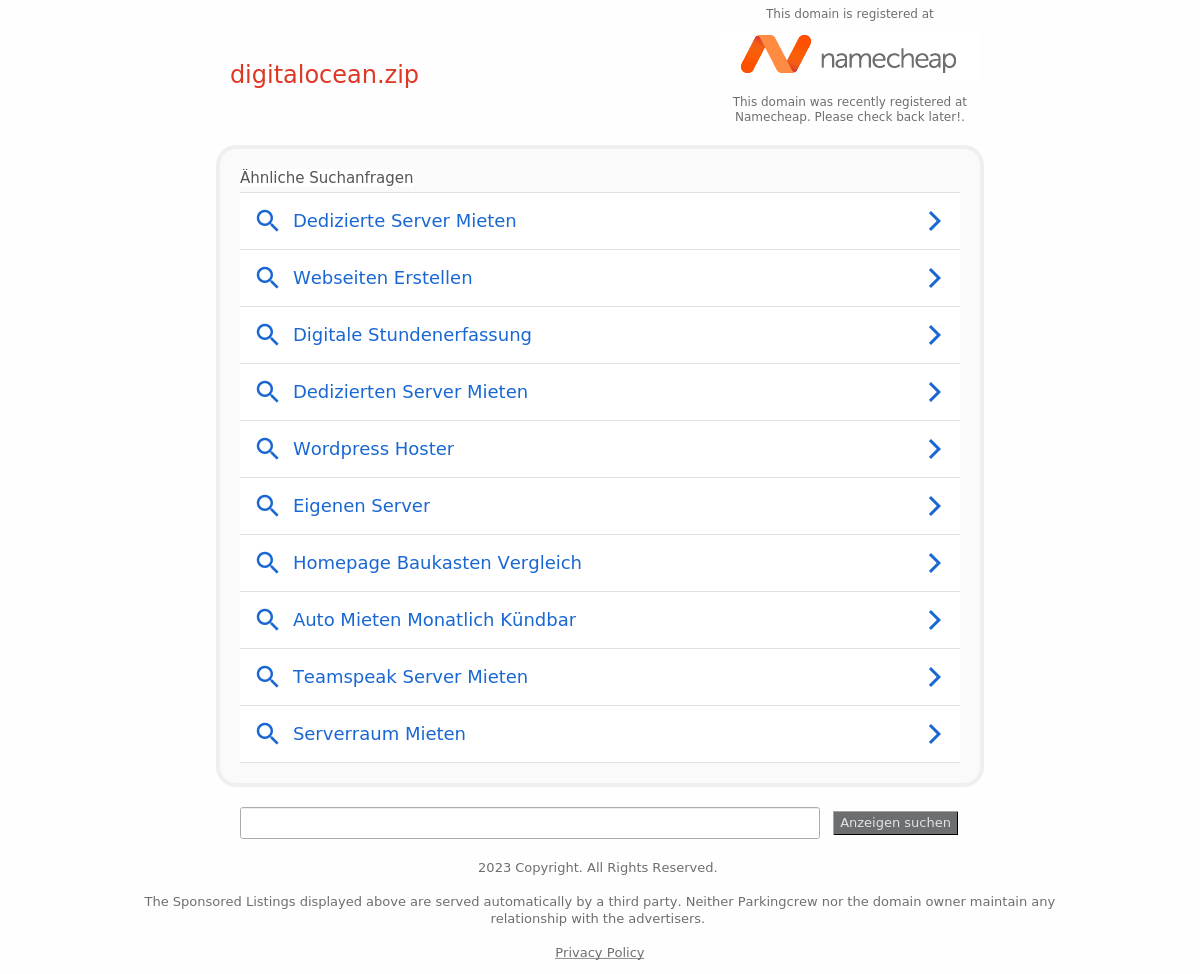 This domain is registered at
namecheap
digitalocean.zip
This domain was recently registered at
Namecheap. Please check back later!.
Ähnliche Suchanfragen
Dedizierte Server Mieten
Webseiten Erstellen
Digitale Stundenerfassung
Dedizierten Server Mieten
Wordpress Hoster
Eigenen Server
Homepage Baukasten Vergleich
Auto Mieten Monatlich Kündbar
Teamspeak Server Mieten
Serverraum Mieten
Anzeigen suchen
2023 Copyright. All Rights Reserved.
The Sponsored Listings displayed above are served automatically by a third party. Neither Parkingcrew nor the domain owner maintain any
relationship with the advertisers.
Privacy Policy